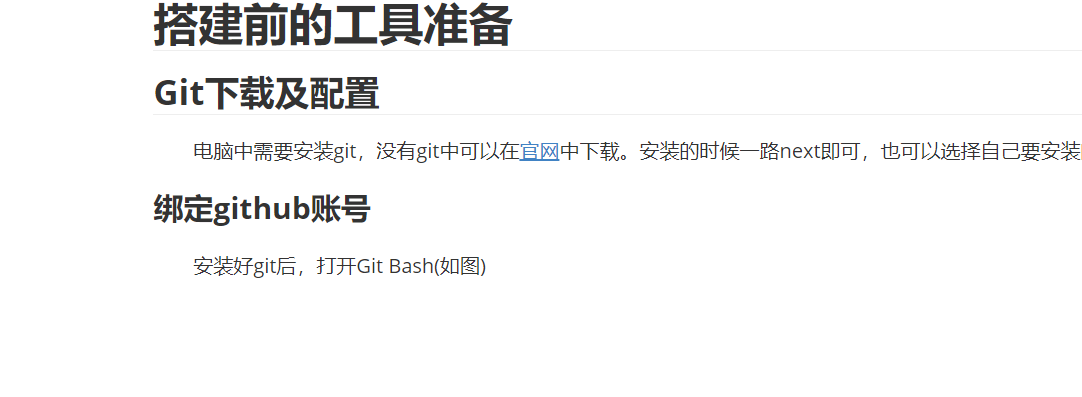 搭建前的工具准备
Git下载及配置
电脑中需要安装git，没有git中可以在官网中下载。安装的时候一路next即可，也可以选择自己要安装
绑定github账号
安装好git后，打开Git Bash(如图)